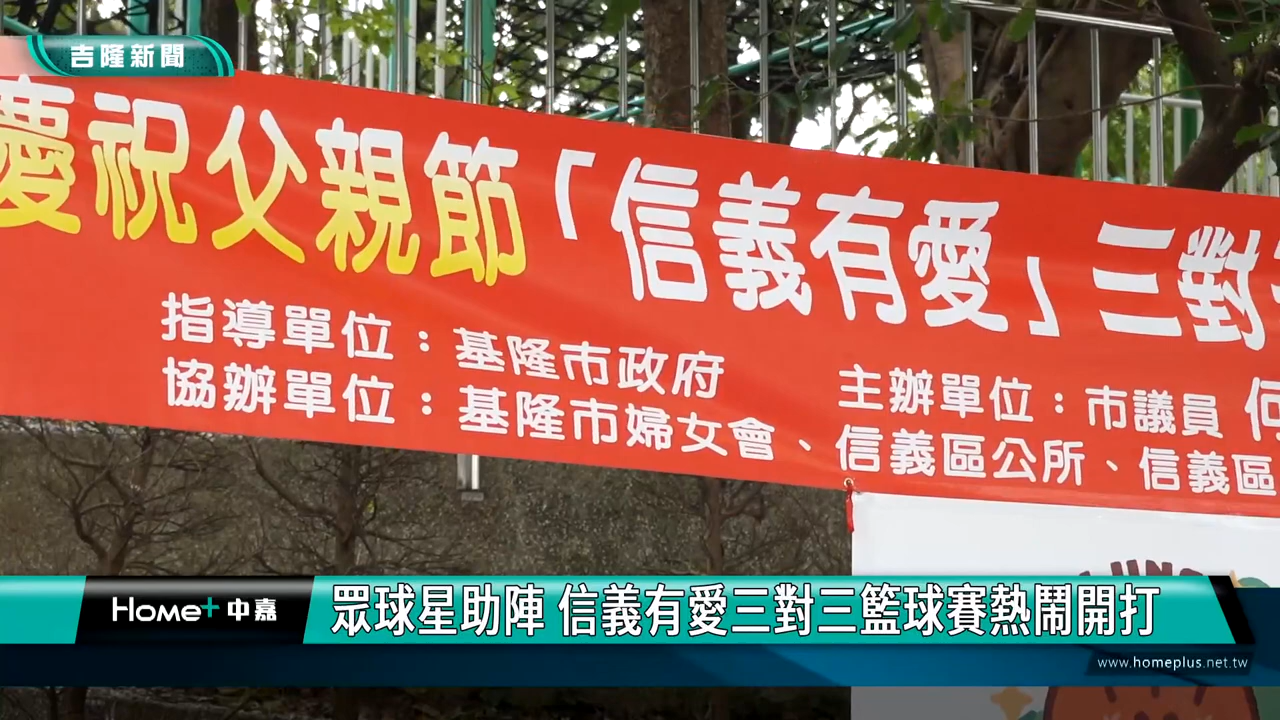 吉隆新聞
慶祝父親節「信義有愛」三對
指導單位：基隆市政府
主辦單位：市議員 何
協辦單位：基隆市婦女會、信義區公所、信義區
Home+ 中嘉
眾球星助陣 信義有愛三對三籃球賽熱鬧開打
www.homeplus.net.tw